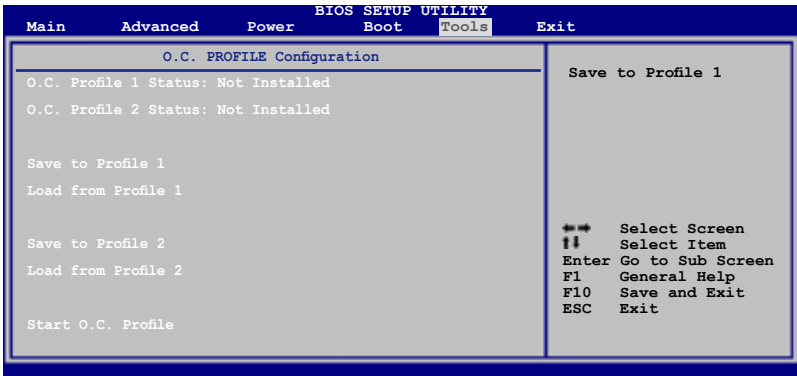 BIOS SETUP UTILITY
Main Advanced Power Boot Tools Exit
O.C. PROFILE Configuration
O.C. Profile 1 Status: Not Installed
O.C. Profile 2 Status: Not Installed
Save to Profile 1
Load from Profile 1
Save to Profile 2
Load from Profile 2
Start O.C. Profile
Save to Profile 1
Select Screen
Select Item
Enter Go to Sub Screen
F1 General Help
F10 Save and Exit
ESC Exit